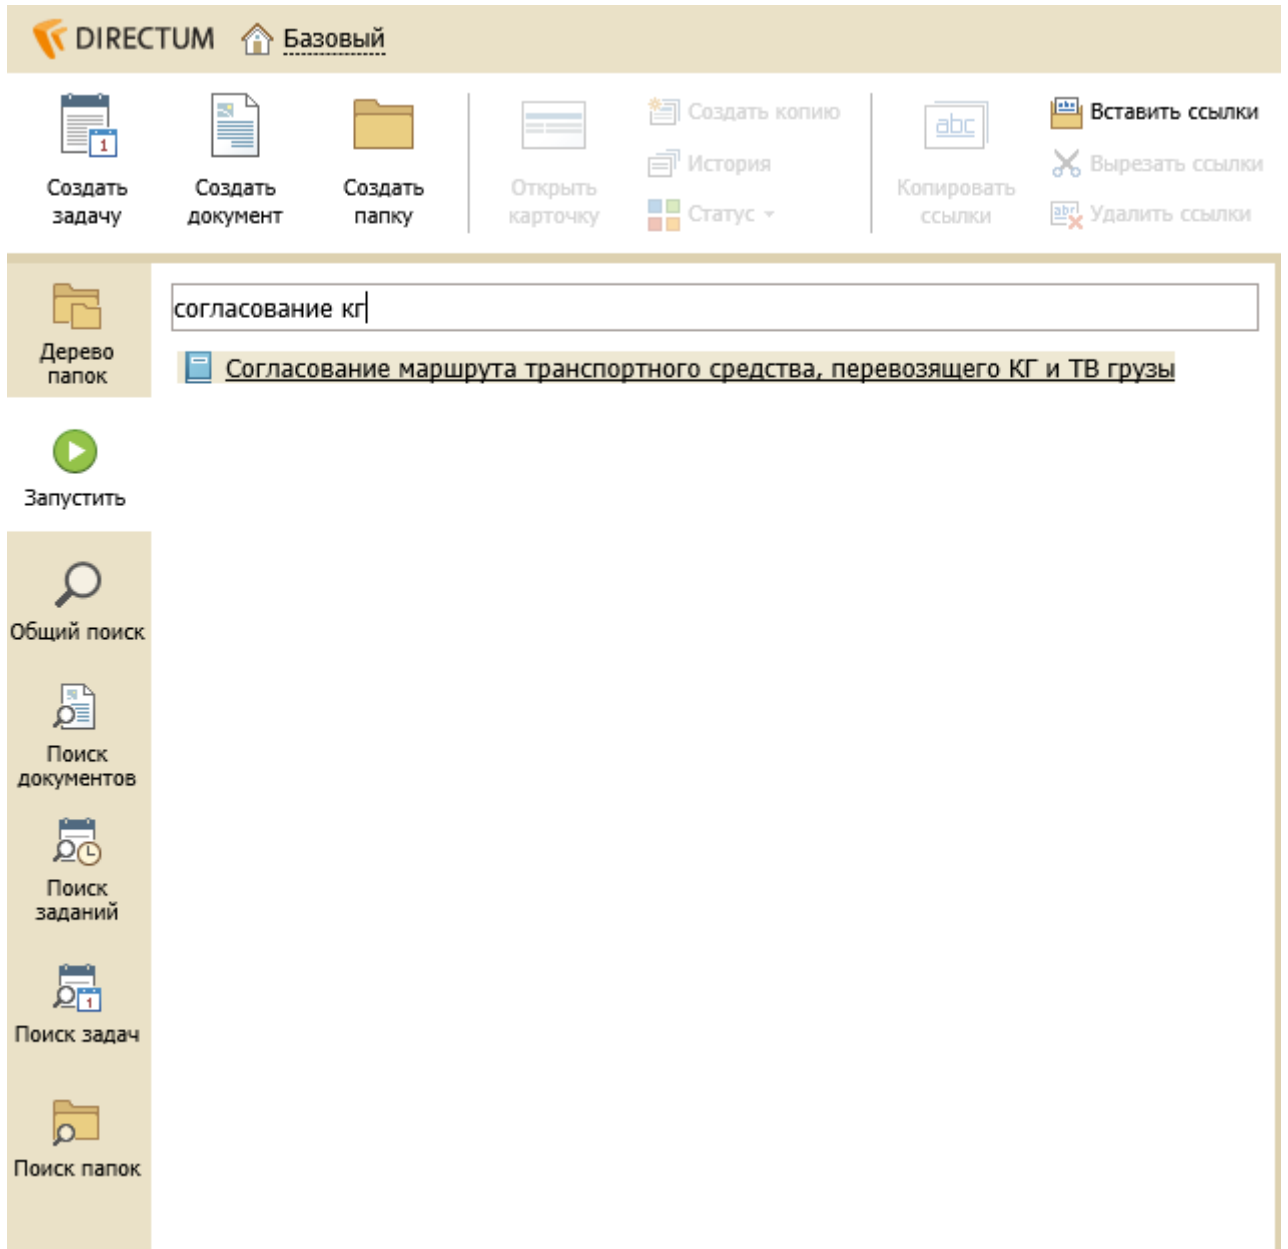 DIRECTUM Базовый
Создать задачу
Создать документ
Создать папку
Открыть карточку
Создать копию
История
Статус
abc
Копировать ссылки
Вставить ссылки
Вырезать ссылки
Удалить ссылки
Дерево папок
согласование кг
Согласование маршрута транспортного средства, перевозящего КГ и ТВ грузы
Запустить
Общий поиск
Поиск документов
Поиск заданий
Поиск задач
Поиск папок